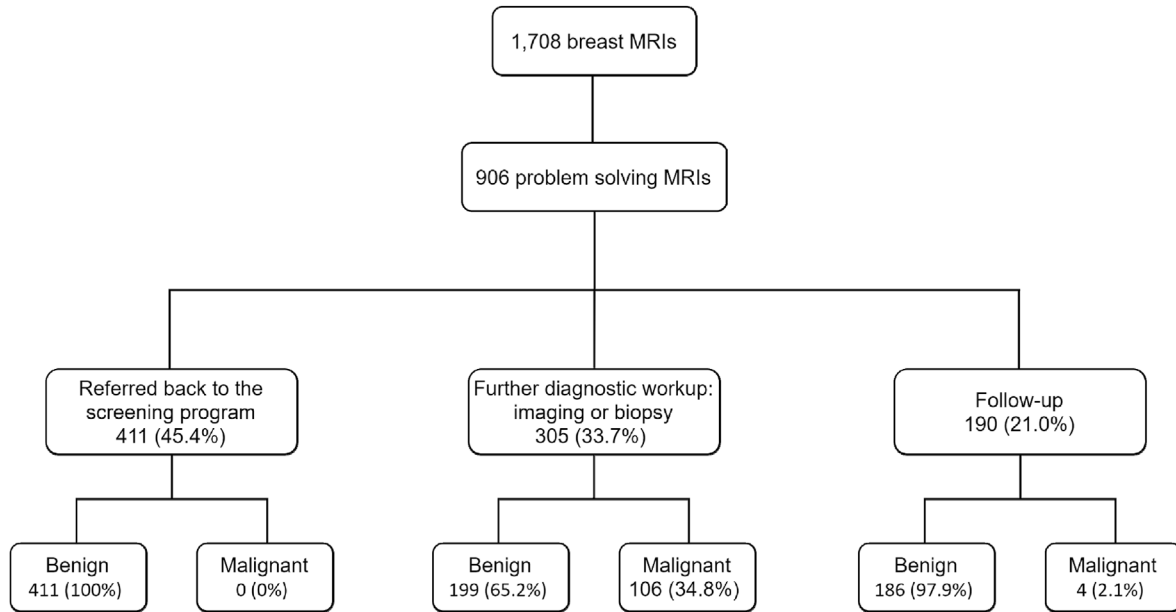 1,708 breast MRIs
906 problem solving MRIs
Referred back to the
screening program
411 (45.4%)
Further diagnostic workup:
imaging or biopsy
305 (33.7%)
Follow-up
190 (21.0%)
Benign
411 (100%)
Malignant
0 (0%)
Benign
199 (65.2%)
Malignant
106 (34.8%)
Benign
186 (97.9%)
Malignant
4 (2.1%)